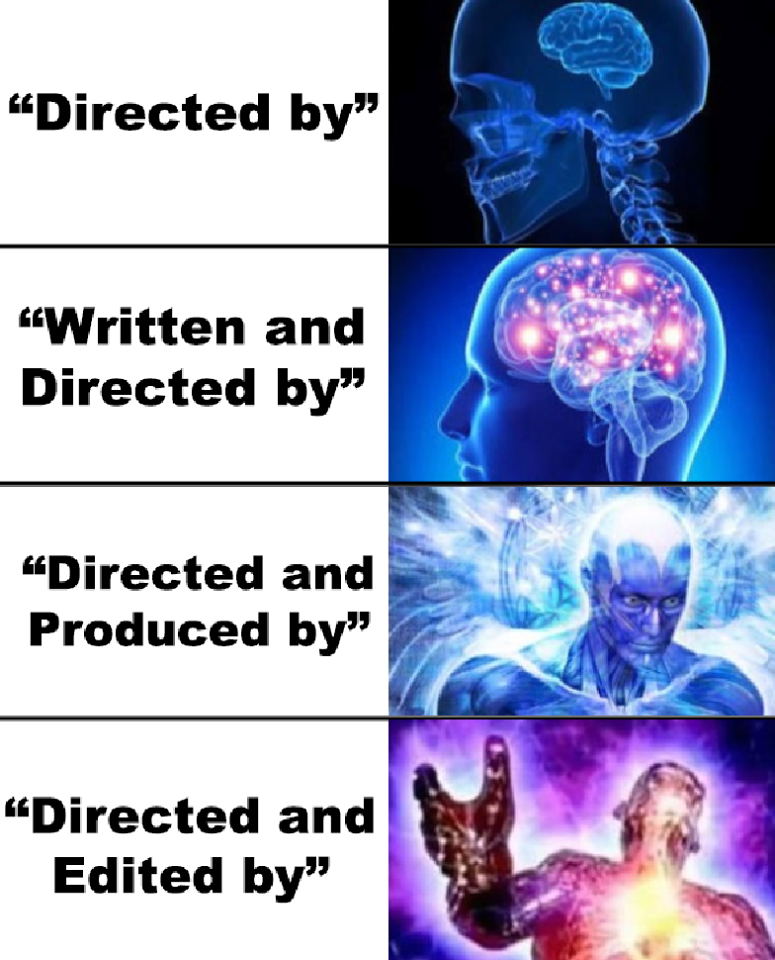 “Directed by”
“Written and
Directed by”
“Directed and
Produced by”
“Directed and
Edited by”